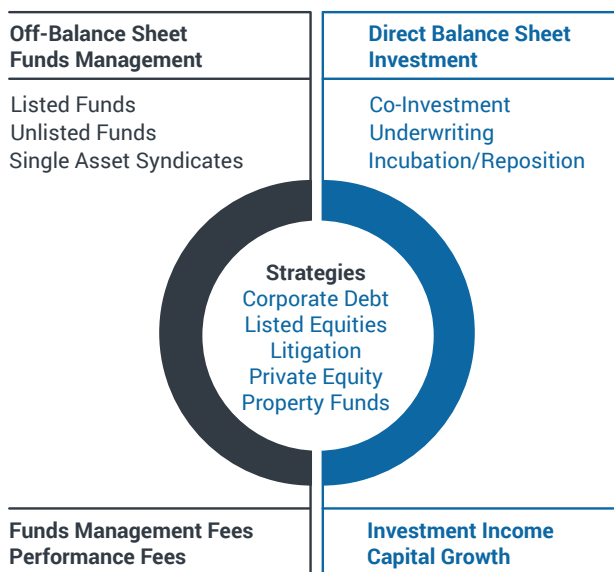 Off-Balance Sheet
Funds Management
Listed Funds
Unlisted Funds
Single Asset Syndicates
Direct Balance Sheet
Investment
Co-Investment
Underwriting
Incubation/Reposition
Strategies
Corporate Debt
Listed Equities
Litigation
Private Equity
Property Funds
Funds Management Fees
Performance Fees
Investment Income
Capital Growth